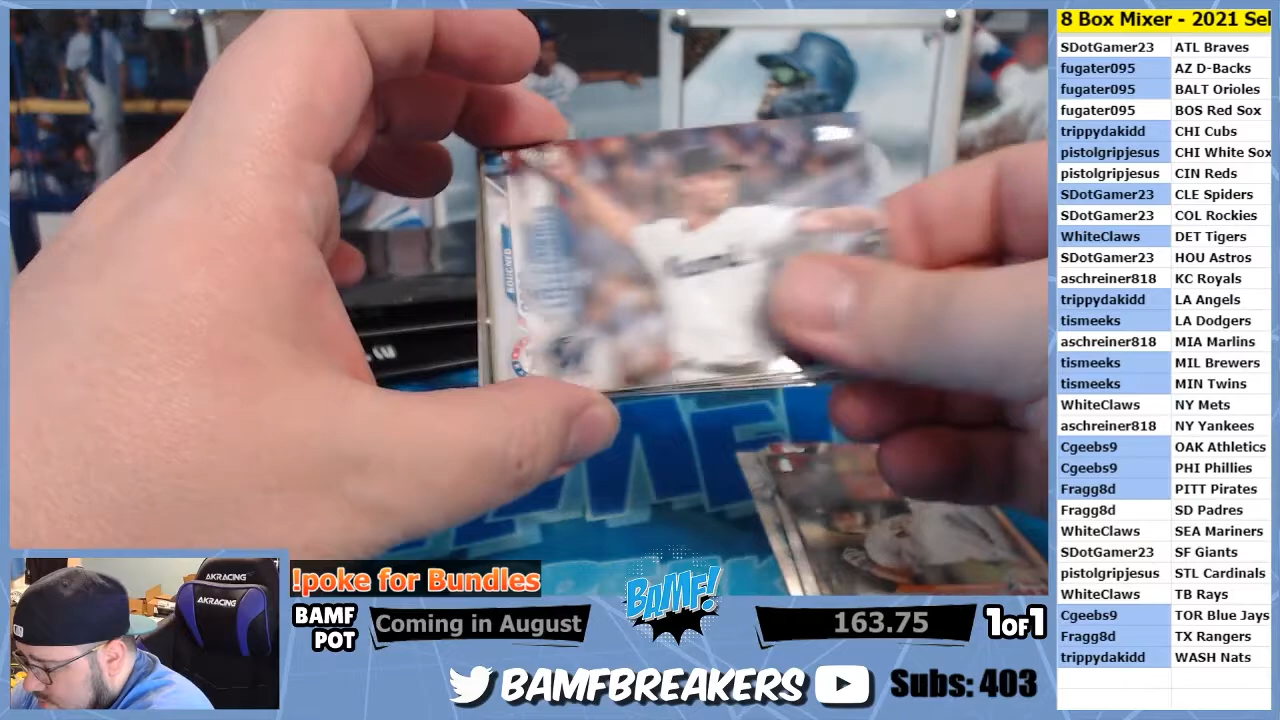 8 Box Mixer - 2021 Sel
SDotGamer23 ATL Braves
fugater095 AZ D-Backs
fugater095 BALT Orioles
fugater095 BOS Red Sox
trippydakidd CHI Cubs
pistolgripjesus CHI White Sox
pistolgripjesus CIN Reds
SDotGamer23 CLE Spiders
SDotGamer23 COL Rockies
WhiteClaws DET Tigers
SDotGamer23 HOU Astros
aschreiner818 KC Royals
trippydakidd LA Angels
tismeeks LA Dodgers
aschreiner818 MIA Marlins
tismeeks MIL Brewers
tismeeks MIN Twins
WhiteClaws NY Mets
aschreiner818 NY Yankees
Cgeebs9 OAK Athletics
Cgeebs9 PHI Phillies
Fragg8d PITT Pirates
Fragg8d SD Padres
WhiteClaws SEA Mariners
SDotGamer23 SF Giants
pistolgripjesus STL Cardinals
WhiteClaws TB Rays
Cgeebs9 TOR Blue Jays
Fragg8d TX Rangers
trippydakidd WASH Nats
ROUGNED
AKRACING
AKRACING
!poke for Bundles
BAMF POT
Coming in August
BAMF!
163.75
1OF1
BAMFBREAKERS
Subs: 403